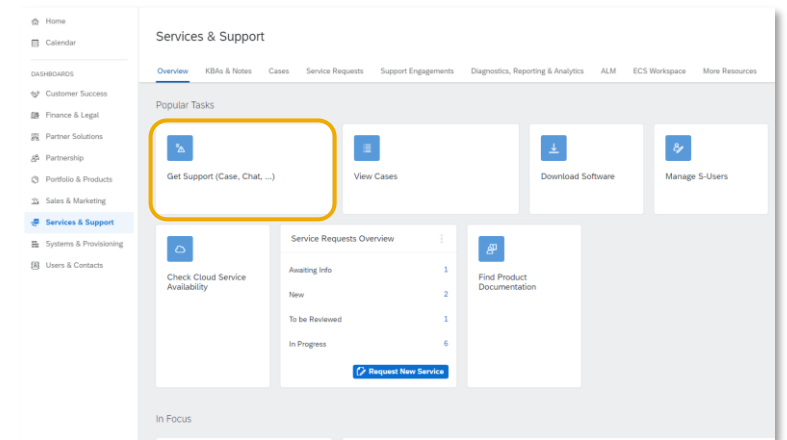 Home
Calendar
DASHBOARDS
Customer Success
Finance & Legal
Partner Solutions
Partnership
Portfolio & Products
Sales & Marketing
Services & Support
Systems & Provisioning
Users & Contacts
Services & Support
Overview KBAs & Notes Cases Service Requests Support Engagements Diagnostics, Reporting & Analytics ALM ECS Workspace More Resources
Popular Tasks
Get Support (Case, Chat, ...)
View Cases
Download Software
Manage S-Users
Check Cloud Service
Availability
Service Requests Overview
Awaiting Info 1
New 2
To be Reviewed 1
In Progress 6
Request New Service
Find Product
Documentation
In Focus